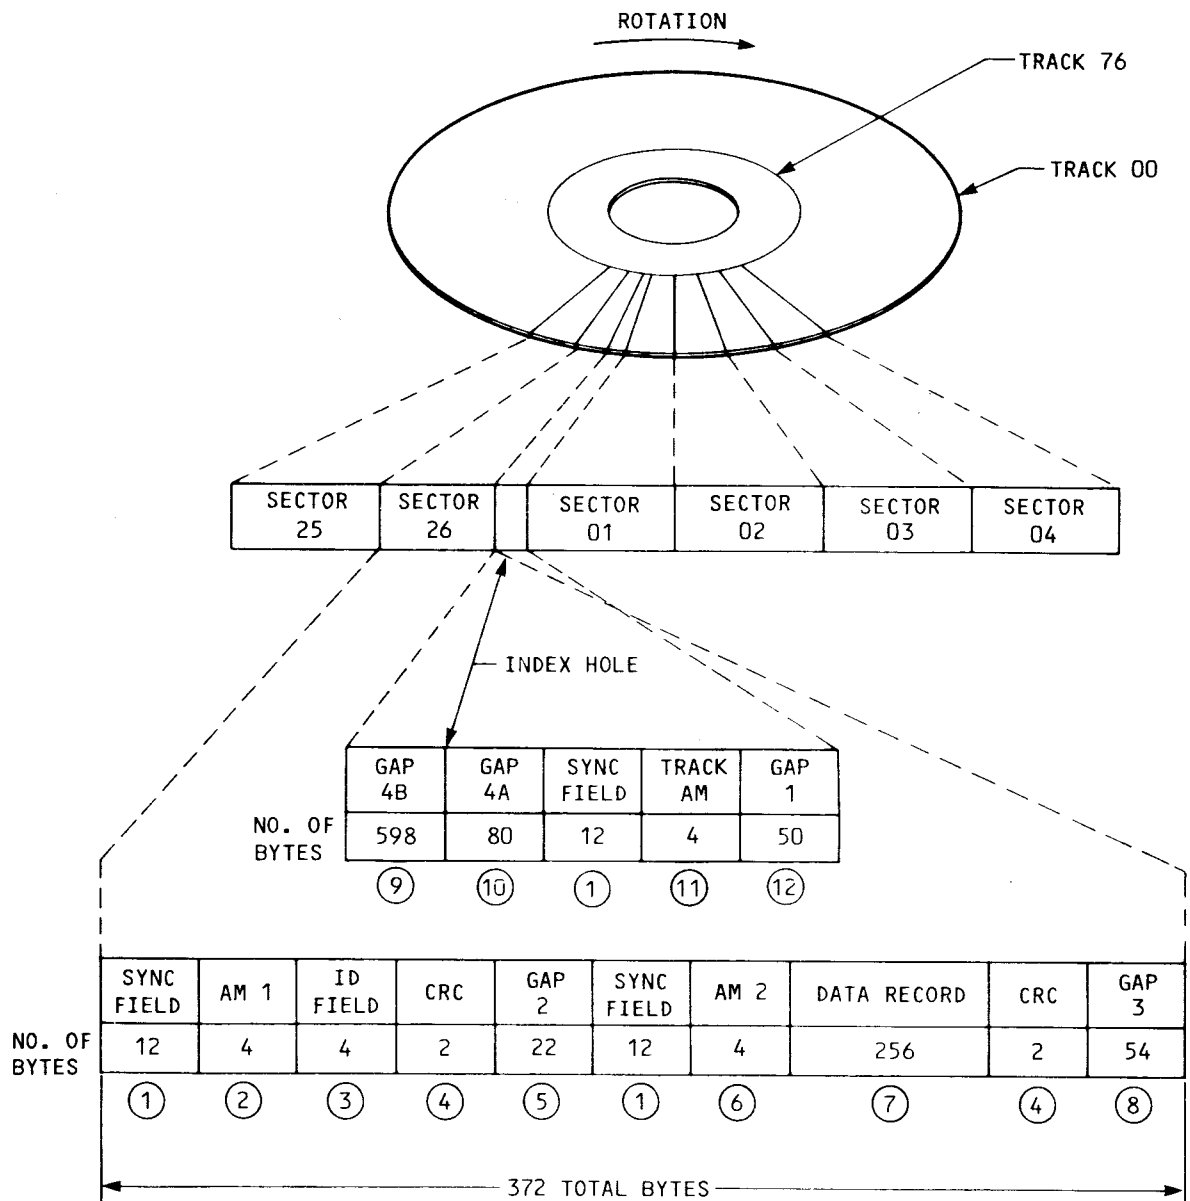 ROTATION
TRACK 76
TRACK 00
SECTOR 25
SECTOR 26
SECTOR 01
SECTOR 02
SECTOR 03
SECTOR 04
INDEX HOLE
GAP 4B
GAP 4A
SYNC FIELD
TRACK AM
GAP 1
NO. OF BYTES
598 80 12 4 50
9 10 1 11 12
SYNC FIELD
AM 1
ID FIELD
CRC
GAP 2
SYNC FIELD
AM 2
DATA RECORD
CRC
GAP 3
NO. OF BYTES
12 4 4 2 22 12 4 256 2 54
1 2 3 4 5 1 6 7 4 8
372 TOTAL BYTES